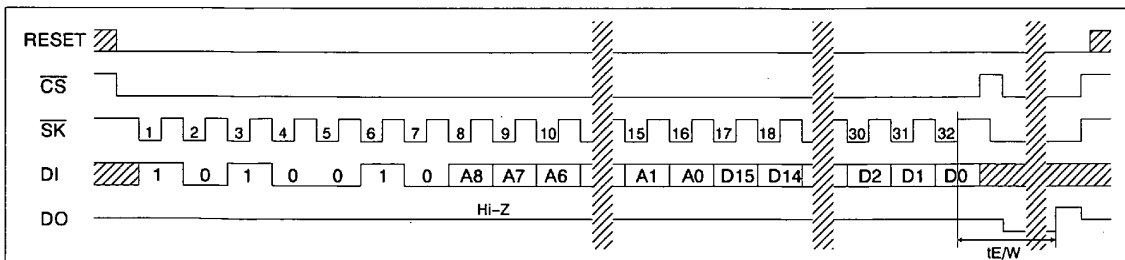 RESET
CS
SK 1 2 3 4 5 6 7 8 9 10 15 16 17 18 30 31 32
DI 1 0 1 0 0 1 0 A8 A7 A6 A1 A0 D15 D14 D2 D1 D0
DO Hi-Z
tE/W